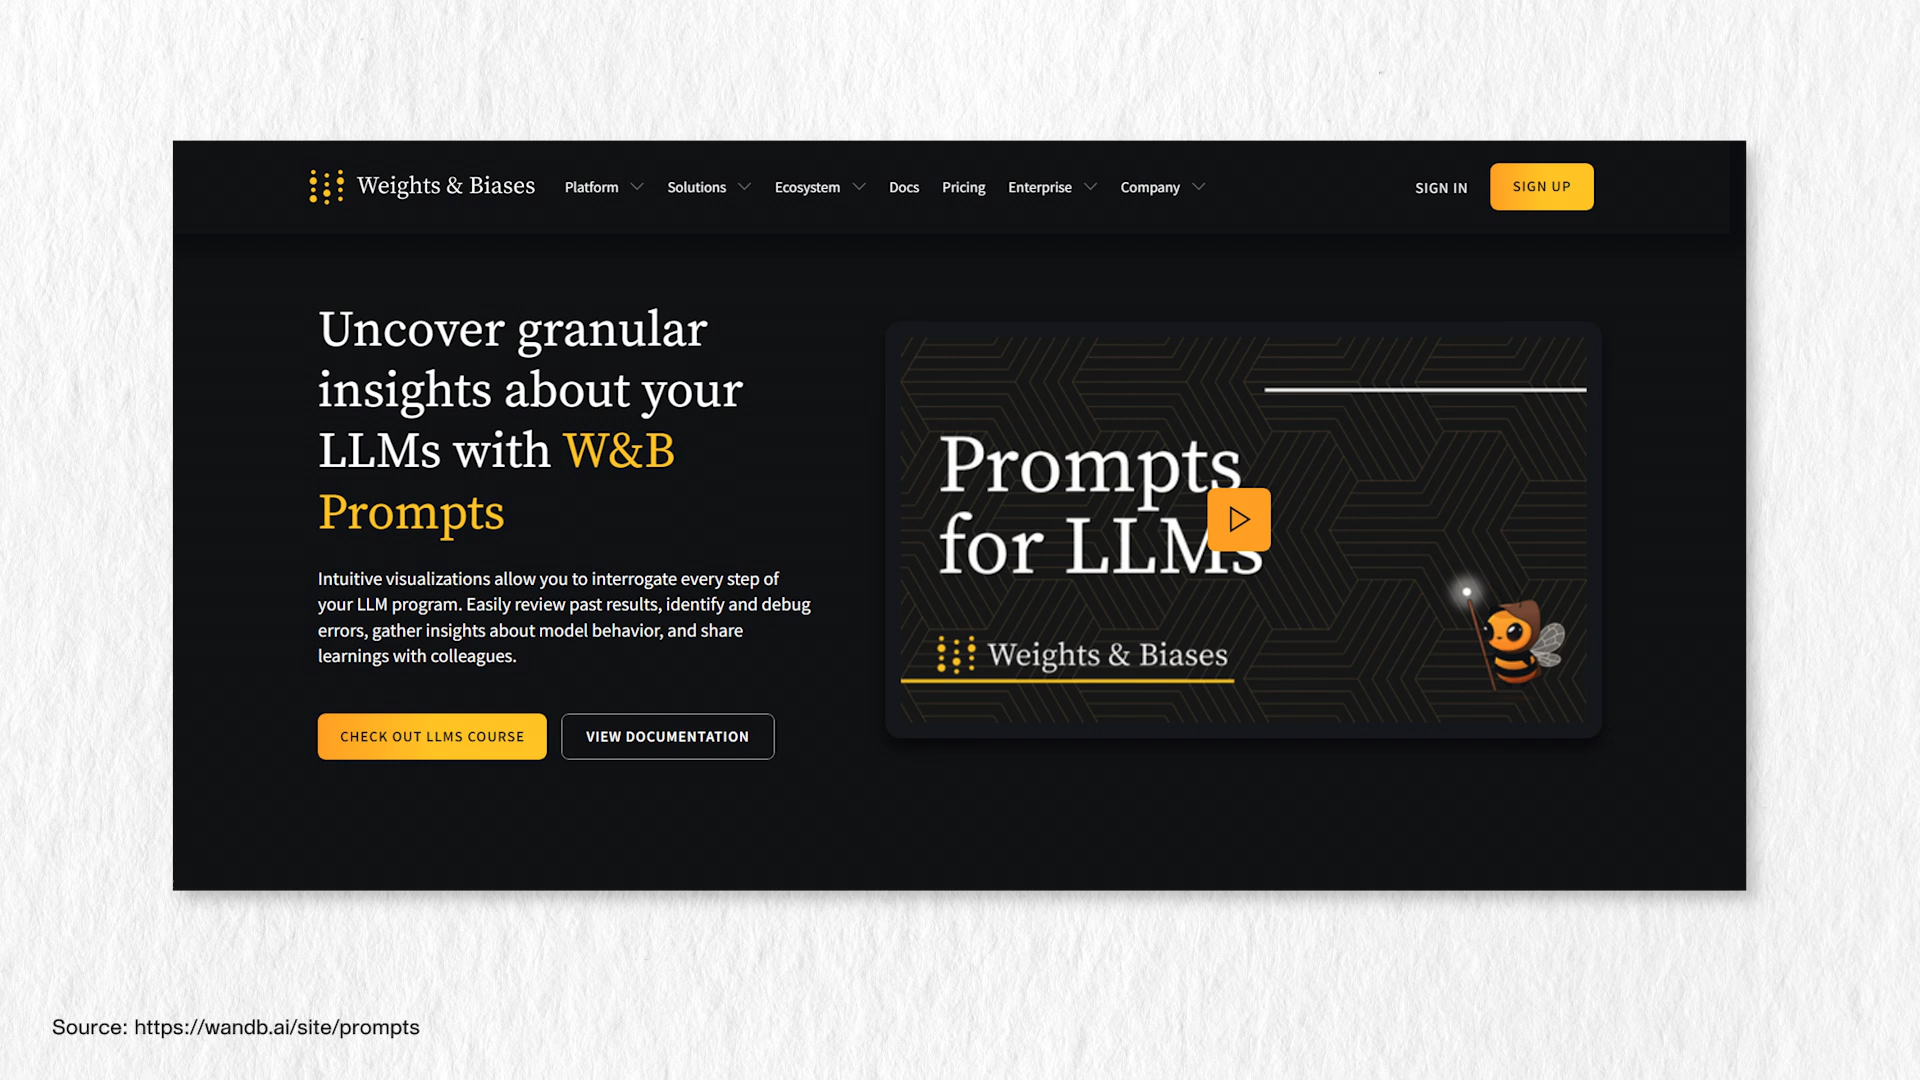 Weights & Biases Platform Solutions Ecosystem Docs Pricing Enterprise Company SIGN IN SIGN UP
Uncover granular
insights about your
LLMs with W&B
Prompts
Intuitive visualizations allow you to interrogate every step of
your LLM program. Easily review past results, identify and debug
errors, gather insights about model behavior, and share
learnings with colleagues.
CHECK OUT LLMS COURSE VIEW DOCUMENTATION
Prompts
for LLMs
Weights & Biases
Source: https://wandb.ai/site/prompts